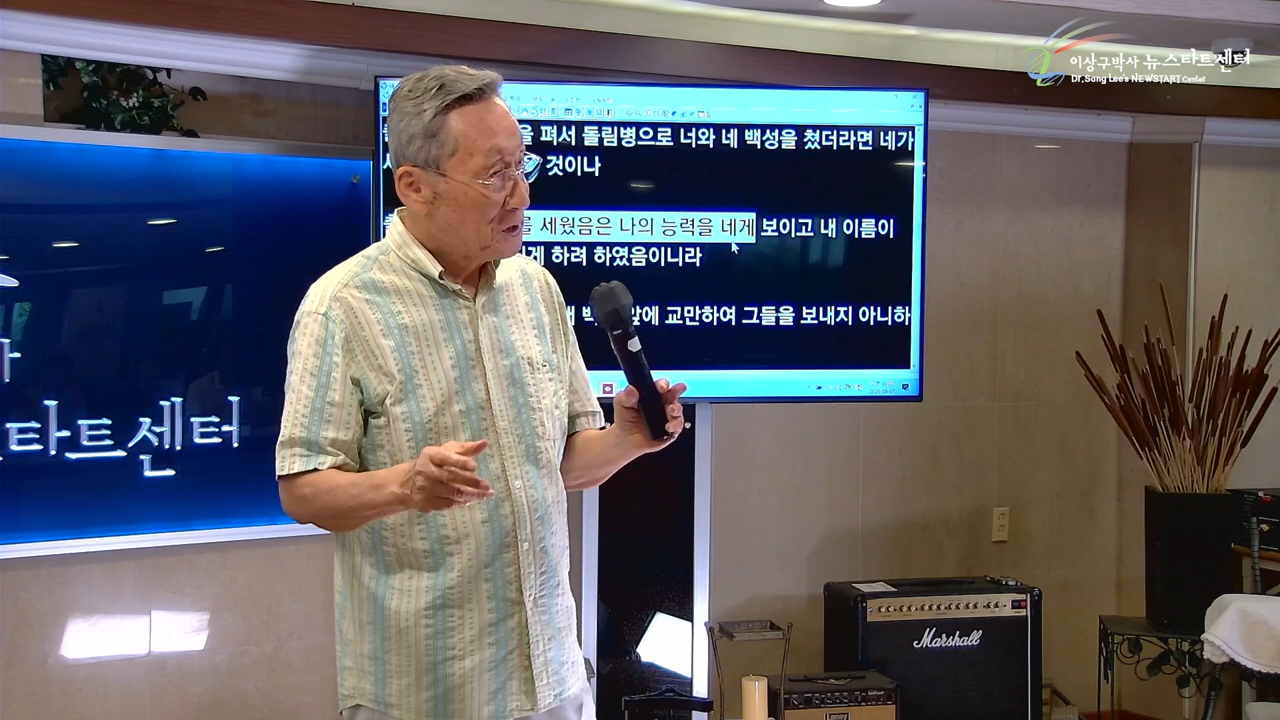 이상구박사 뉴스타트센터
Dr. Sang Lee's NEWSTART Center
펴서 돌림병으로 너와 네 백성을 쳤더라면 네가
것이나
세웠음은 나의 능력을 네게 보이고 내 이름이
하려 하였음이니라
앞에 교만하여 그들을 보내지 아니하
타트센터
Marshall
Laney